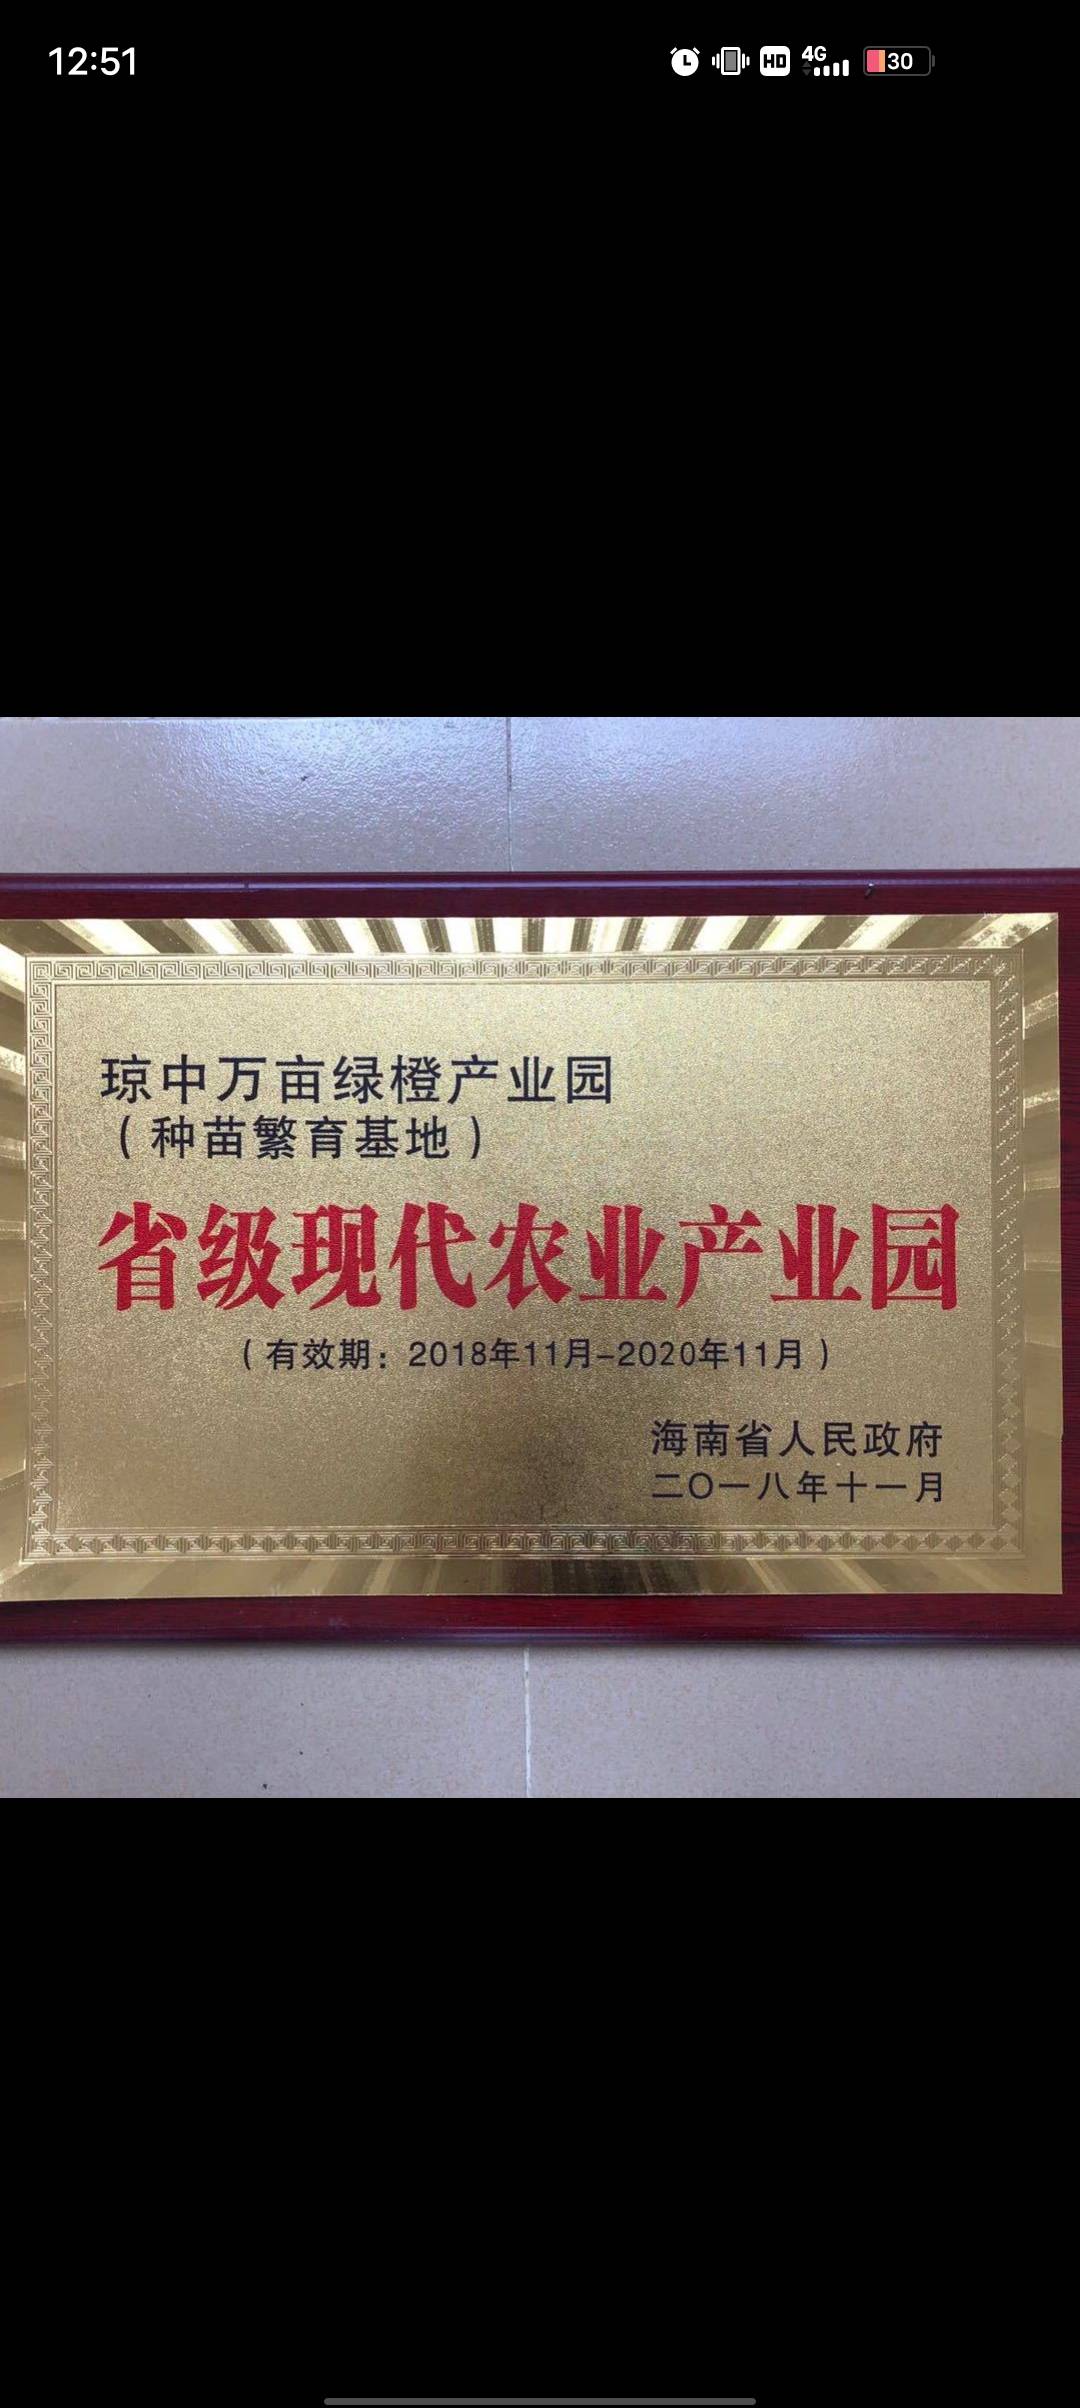 12:51
HD 4G 30
琼中万亩绿橙产业园
（种苗繁育基地）
省级现代农业产业园
（有效期：2018年11月-2020年11月）
海南省人民政府
二〇一八年十一月